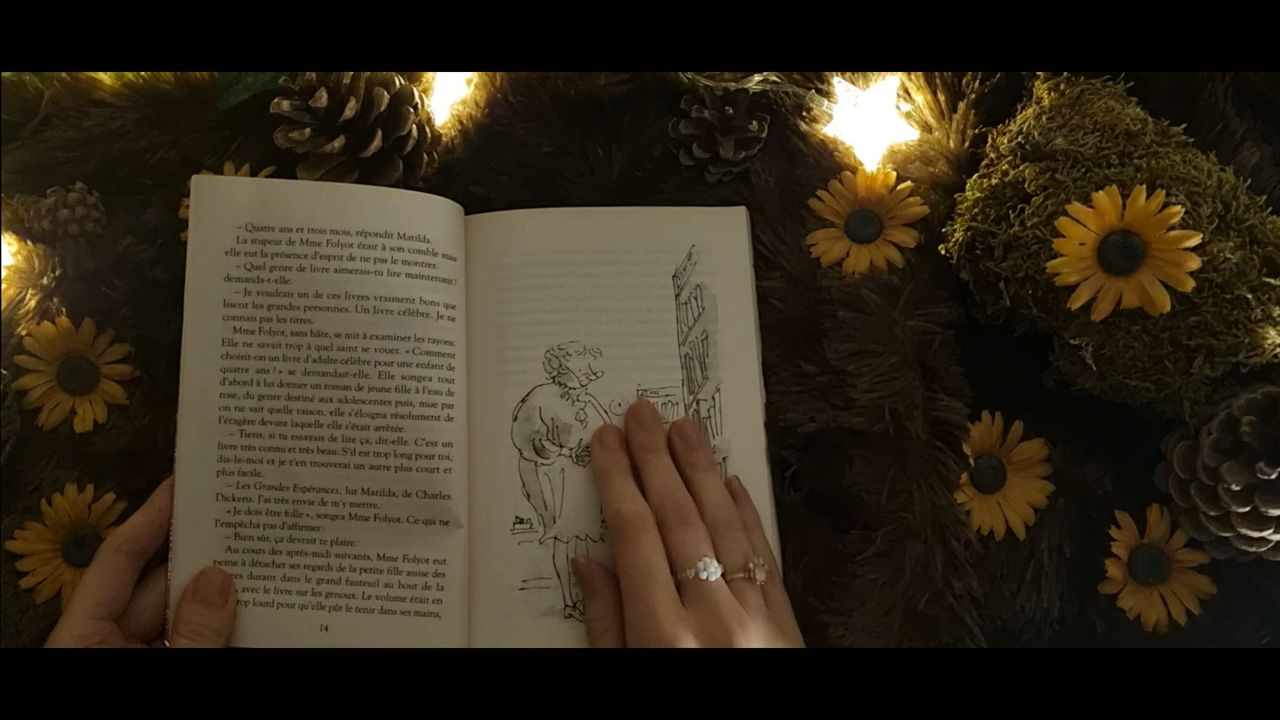 – Quatre ans et trois mois, répondit Matilda.
La stupeur de Mme Folyot était à son comble mais
elle eut la présence d'esprit de ne pas le montrer.
– Quel genre de livre aimerais-tu lire maintenant ?
demanda-t-elle.
– Je voudrais un de ces livres vraiment bons que
lisent les grandes personnes. Un livre célèbre. Je ne
connais pas les titres.
Mme Folyot, sans hâte, se mit à examiner les rayons.
Elle ne savait trop à quel saint se vouer. « Comment
choisit-on un livre d'adulte célèbre pour une enfant de
quatre ans ? » se demandait-elle. Elle songea tout
d'abord à lui donner un roman de jeune fille à l'eau de
rose, du genre destiné aux adolescentes puis, mue par
on ne sait quelle raison, elle s'éloigna résolument de
l'étagère devant laquelle elle s'était arrêtée.
– Tiens, si tu essayais de lire ça, dit-elle. C'est un
livre très connu et très beau. S'il est trop long pour toi,
dis-le-moi et je t'en trouverai un autre plus court et
plus facile.
– Les Grandes Espérances, lut Matilda, de Charles
Dickens. J'ai très envie de m'y mettre.
« Je dois être folle », songea Mme Folyot. Ce qui ne
l'empêcha pas d'affirmer :
– Bien sûr, ça devrait te plaire.
Au cours des après-midi suivants, Mme Folyot eut
peine à détacher ses regards de la petite fille assise des
res durant dans le grand fauteuil au bout de la
avec le livre sur les genoux. Le volume était en
rop lourd pour qu'elle pût le tenir dans ses mains,
14